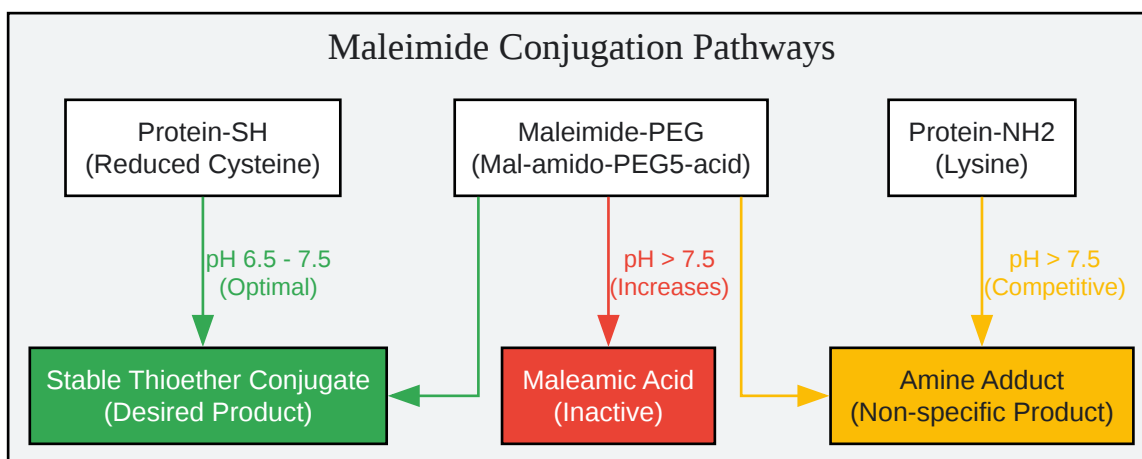 Maleimide Conjugation Pathways
Protein-SH
(Reduced Cysteine)
Maleimide-PEG
(Mal-amido-PEG5-acid)
Protein-NH2
(Lysine)
pH 6.5 - 7.5
(Optimal)
pH > 7.5
(Increases)
pH > 7.5
(Competitive)
Stable Thioether Conjugate
(Desired Product)
Maleamic Acid
(Inactive)
Amine Adduct
(Non-specific Product)